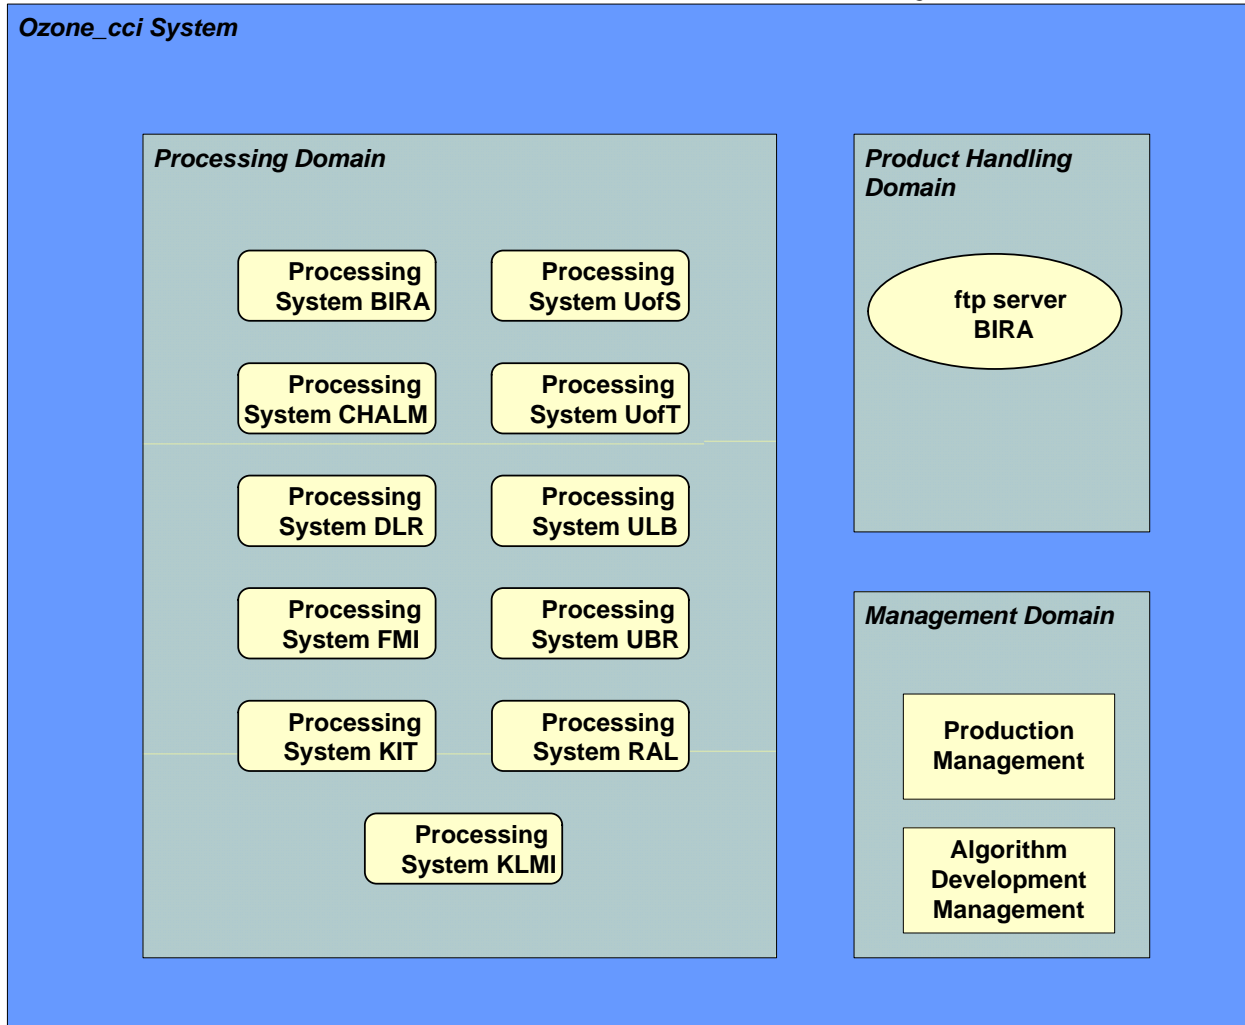 Ozone_cci System
Processing Domain
Processing
System BIRA
Processing
System UofS
Processing
System CHALM
Processing
System UofT
Processing
System DLR
Processing
System ULB
Processing
System FMI
Processing
System UBR
Processing
System KIT
Processing
System RAL
Processing
System KLMI
Product Handling
Domain
ftp server
BIRA
Management Domain
Production
Management
Algorithm
Development
Management